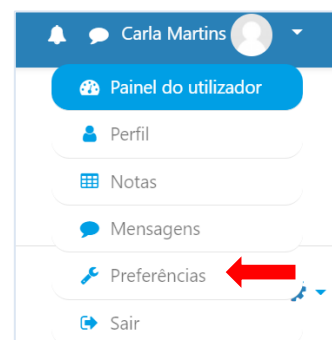 Carla Martins
Painel do utilizador
Perfil
Notas
Mensagens
Preferências
Sair